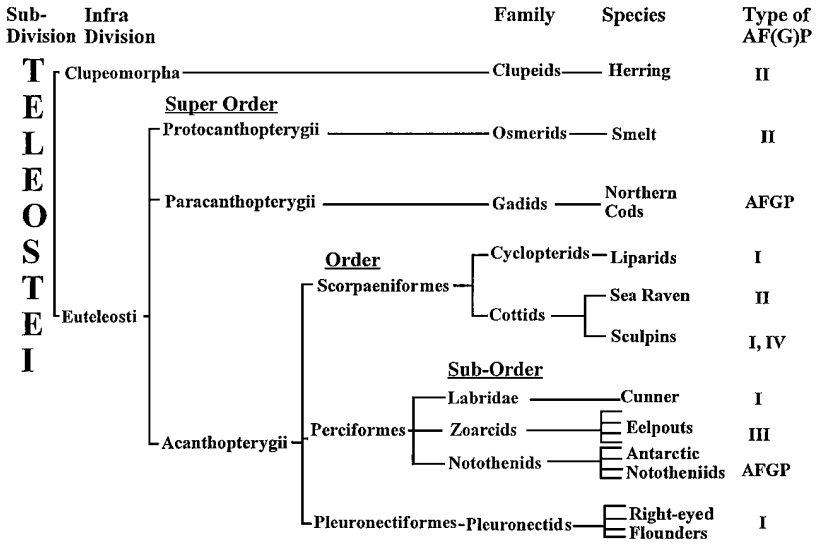 Sub- Infra Family Species Type of
Division Division AF(G)P
TELEOSTEI
Clupeomorpha Clupeids Herring II
Super Order
Protocanthopterygii Osmerids Smelt II
Paracanthopterygii Gadids Northern Cods AFGP
Order
Cyclopterids Liparids I
Scorpaeniformes
Sea Raven II
Euteleosti Cottids
Sculpins I, IV
Sub-Order
Labridae Cunner I
Perciformes Zoarcids Eelpouts III
Acanthopterygii
Notothenids Antarctic Nototheniids AFGP
Pleuronectiformes-Pleuronectids Right-eyed Flounders I